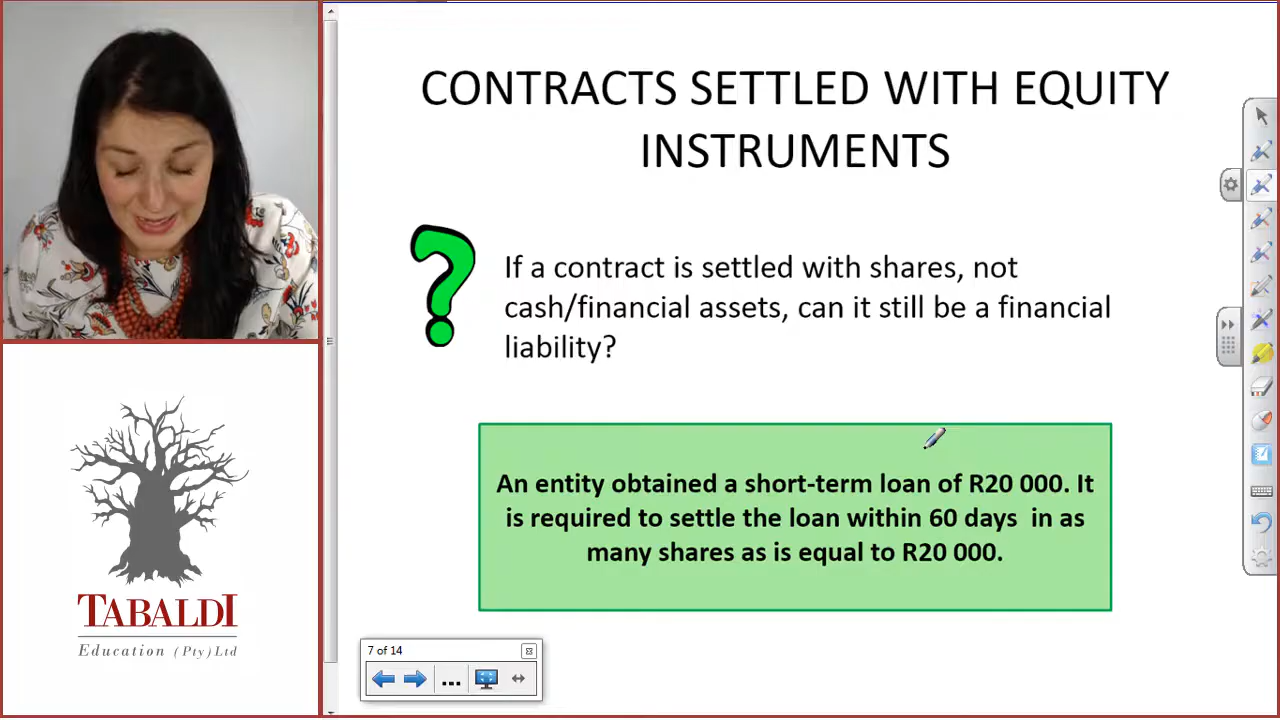 CONTRACTS SETTLED WITH EQUITY
INSTRUMENTS
If a contract is settled with shares, not
cash/financial assets, can it still be a financial
liability?
An entity obtained a short-term loan of R20 000. It
is required to settle the loan within 60 days in as
many shares as is equal to R20 000.
TABALDI
Education (Pty) Ltd
7 of 14